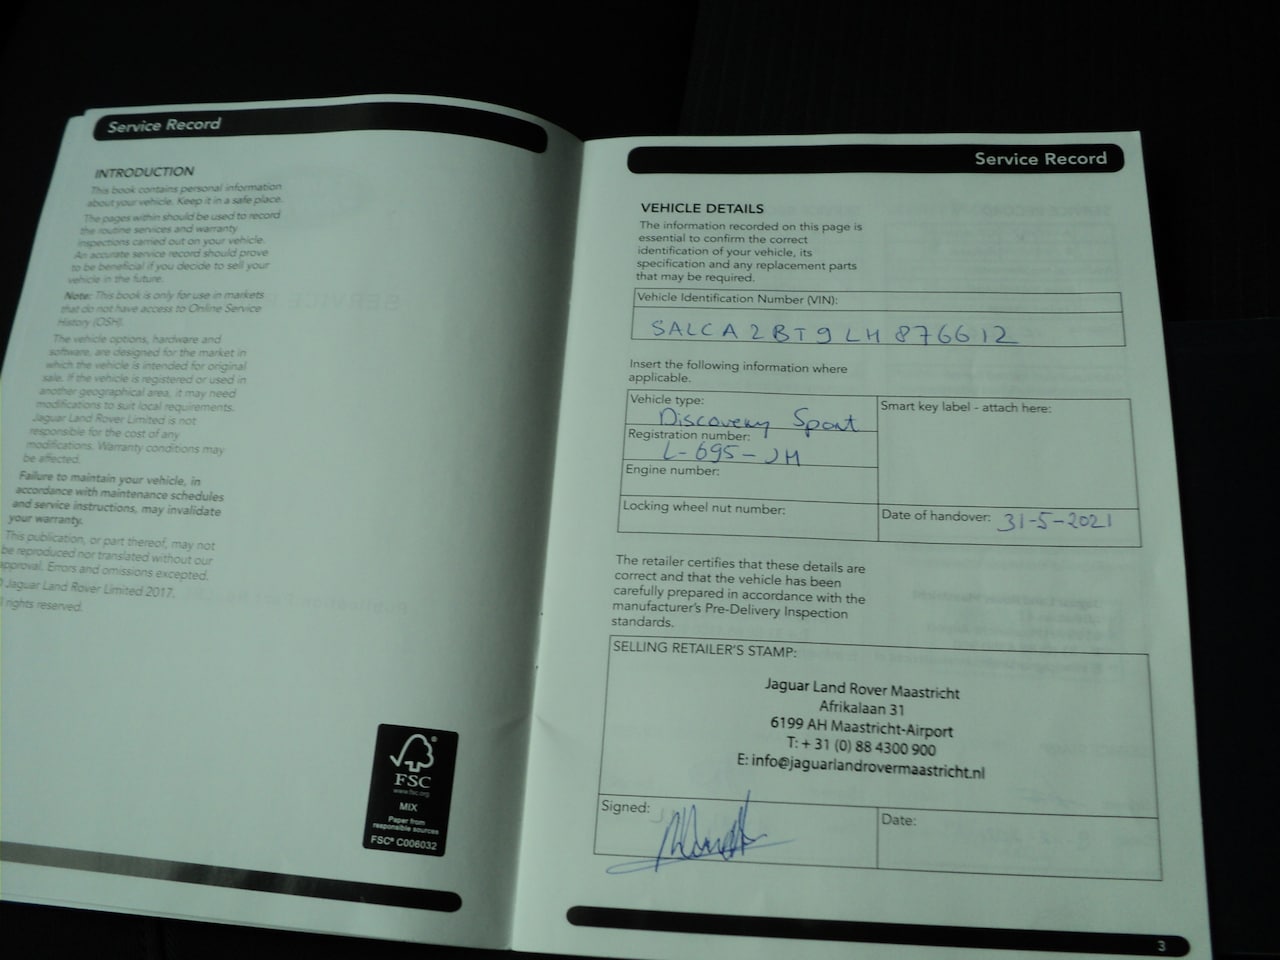 Service Record
INTRODUCTION
This book contains personal information
about your vehicle. Keep it in a safe place.
The pages within should be used to record
the routine services and warranty
inspections carried out on your vehicle.
An accurate service record should prove
to be beneficial if you decide to sell your
vehicle in the future.
Note: This book is only for use in markets
that do not have access to Online Service
History (OSH).
The vehicle options, hardware and
software, are designed for the market in
which the vehicle is intended for original
sale. If the vehicle is registered or used in
another geographical area, it may need
modifications to suit local requirements.
Jaguar Land Rover Limited is not
responsible for the cost of any
modifications. Warranty conditions may
be affected.
Failure to maintain your vehicle, in
accordance with maintenance schedules
and service instructions, may invalidate
your warranty.
This publication, or part thereof, may not
be reproduced nor translated without our
approval. Errors and omissions excepted.
Jaguar Land Rover Limited 2017.
rights reserved.
FSC
www.fsc.org
MIX
Paper from
responsible sources
FSC® C006032
Service Record
VEHICLE DETAILS
The information recorded on this page is
essential to confirm the correct
identification of your vehicle, its
specification and any replacement parts
that may be required.
Vehicle Identification Number (VIN):
SALCA2BT9LH876612
Insert the following information where
applicable.
Vehicle type:
Discovery Sport
Registration number:
L-695-JH
Engine number:
Locking wheel nut number:
Smart key label - attach here:
Date of handover: 31-5-2021
The retailer certifies that these details are
correct and that the vehicle has been
carefully prepared in accordance with the
manufacturer's Pre-Delivery Inspection
standards.
SELLING RETAILER'S STAMP:
Jaguar Land Rover Maastricht
Afrikalaan 31
6199 AH Maastricht-Airport
T: + 31 (0) 88 4300 900
E: info@jaguarlandrovermaastricht.nl
Signed:
Date:
3